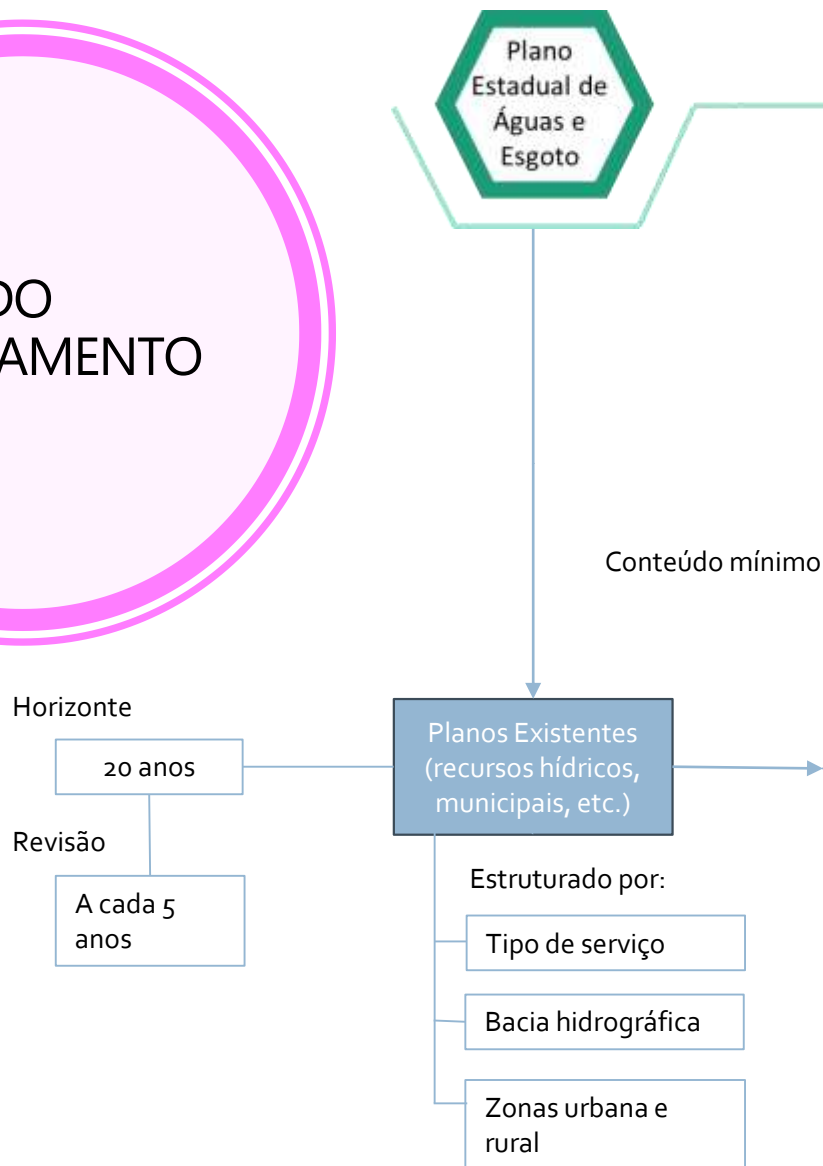 Plano
Estadual de
Águas e
Esgoto
DO
AMENTO
Conteúdo mínimo
Horizonte
20 anos
Revisão
A cada 5
anos
Planos Existentes
(recursos hídricos,
municipais, etc.)
Estruturado por:
Tipo de serviço
Bacia hidrográfica
Zonas urbana e
rural